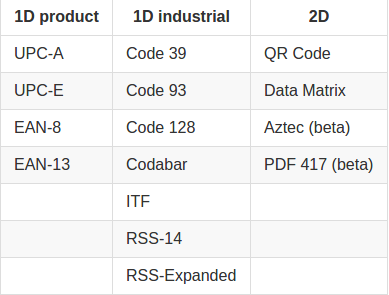 1D product 1D industrial 2D
UPC-A Code 39 QR Code
UPC-E Code 93 Data Matrix
EAN-8 Code 128 Aztec (beta)
EAN-13 Codabar PDF 417 (beta)
ITF
RSS-14
RSS-Expanded